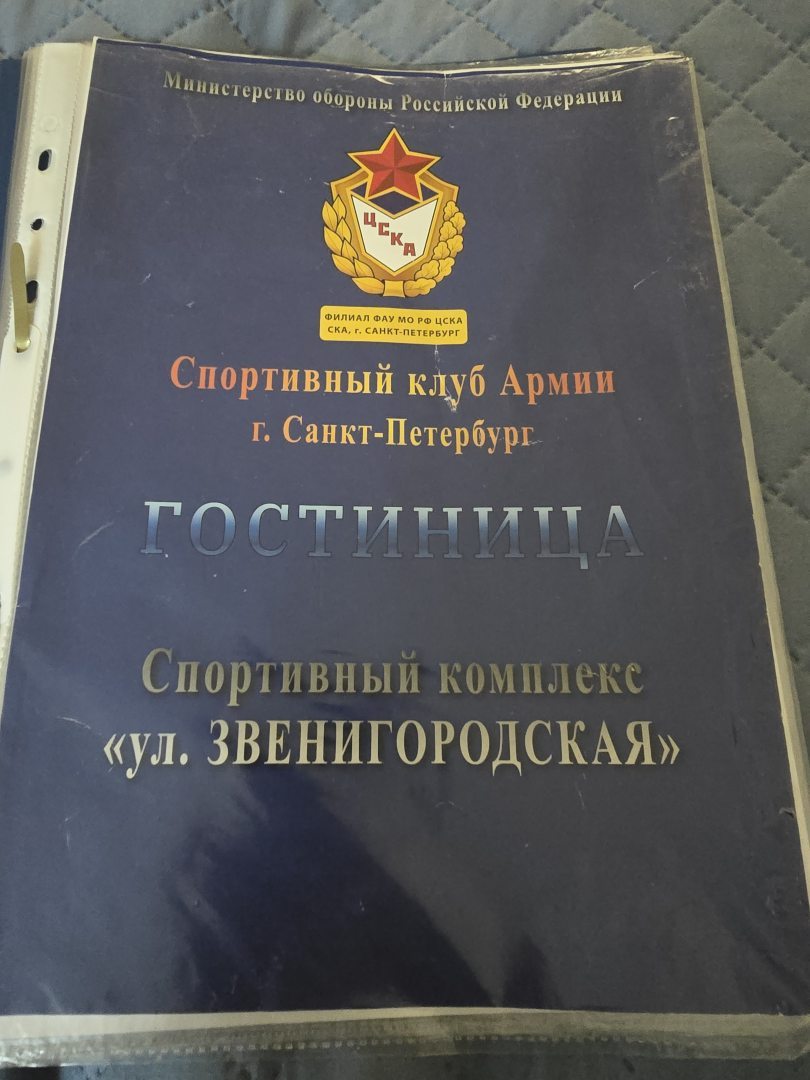 Министерство обороны Российской Федерации
ЦСКА
ФИЛИАЛ ФАУ МО РФ ЦСКА
СКА, г. САНКТ-ПЕТЕРБУРГ
Спортивный клуб Армии
г. Санкт-Петербург
ГОСТИНИЦА
Спортивный комплекс
«ул. ЗВЕНИГОРОДСКАЯ»